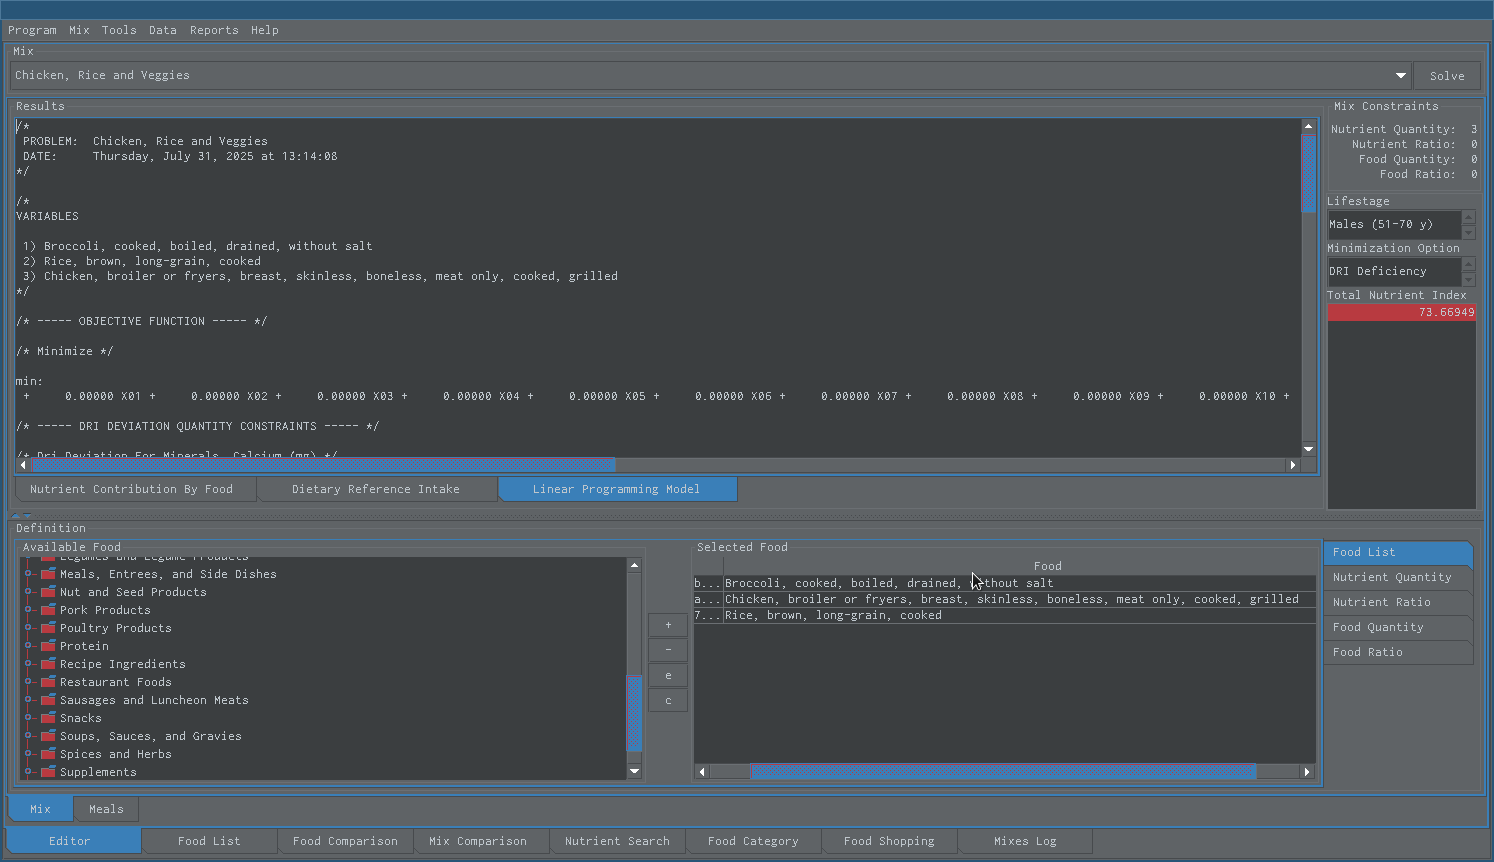 Program Mix Tools Data Reports Help
Mix
Chicken, Rice and Veggies
Solve
Results
/*
PROBLEM: Chicken, Rice and Veggies
DATE: Thursday, July 31, 2025 at 13:14:08
*/
/*
VARIABLES
1) Broccoli, cooked, boiled, drained, without salt
2) Rice, brown, long-grain, cooked
3) Chicken, broiler or fryers, breast, skinless, boneless, meat only, cooked, grilled
*/
/* ----- OBJECTIVE FUNCTION ----- */
/* Minimize */
min:
+ 0.00000 X01 + 0.00000 X02 + 0.00000 X03 + 0.00000 X04 + 0.00000 X05 + 0.00000 X06 + 0.00000 X07 + 0.00000 X08 + 0.00000 X09 + 0.00000 X10 +
/* ----- DRI DEVIATION QUANTITY CONSTRAINTS ----- */
/* Dri Deviation For Minerals, Calcium (mg) */
Nutrient Contribution By Food
Dietary Reference Intake
Linear Programming Model
Mix Constraints
Nutrient Quantity: 3
Nutrient Ratio: 0
Food Quantity: 0
Food Ratio: 0
Lifestage
Males (51-70 y)
Minimization Option
DRI Deficiency
Total Nutrient Index
73.66949
Definition
Available Food
Legumes and Legume Products
Meals, Entrees, and Side Dishes
Nut and Seed Products
Pork Products
Poultry Products
Protein
Recipe Ingredients
Restaurant Foods
Sausages and Luncheon Meats
Snacks
Soups, Sauces, and Gravies
Spices and Herbs
Supplements
+
-
e
c
Selected Food
Food
b... Broccoli, cooked, boiled, drained, without salt
a... Chicken, broiler or fryers, breast, skinless, boneless, meat only, cooked, grilled
7... Rice, brown, long-grain, cooked
Food List
Nutrient Quantity
Nutrient Ratio
Food Quantity
Food Ratio
Mix Meals
Editor Food List Food Comparison Mix Comparison Nutrient Search Food Category Food Shopping Mixes Log